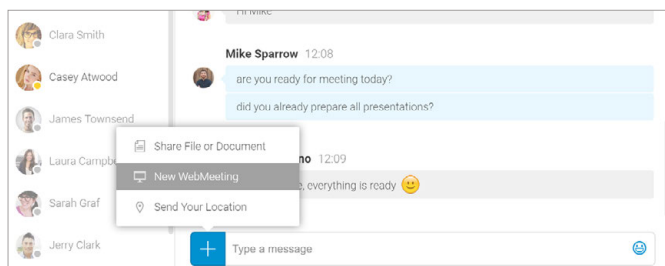 Hi Mike
Clara Smith
Mike Sparrow 12:08
Casey Atwood
are you ready for meeting today?
did you already prepare all presentations?
James Townsend
Share File or Document
Laura Campbe
no 12:09
New WebMeeting
, everything is ready
Sarah Graf
Send Your Location
Jerry Clark
Type a message